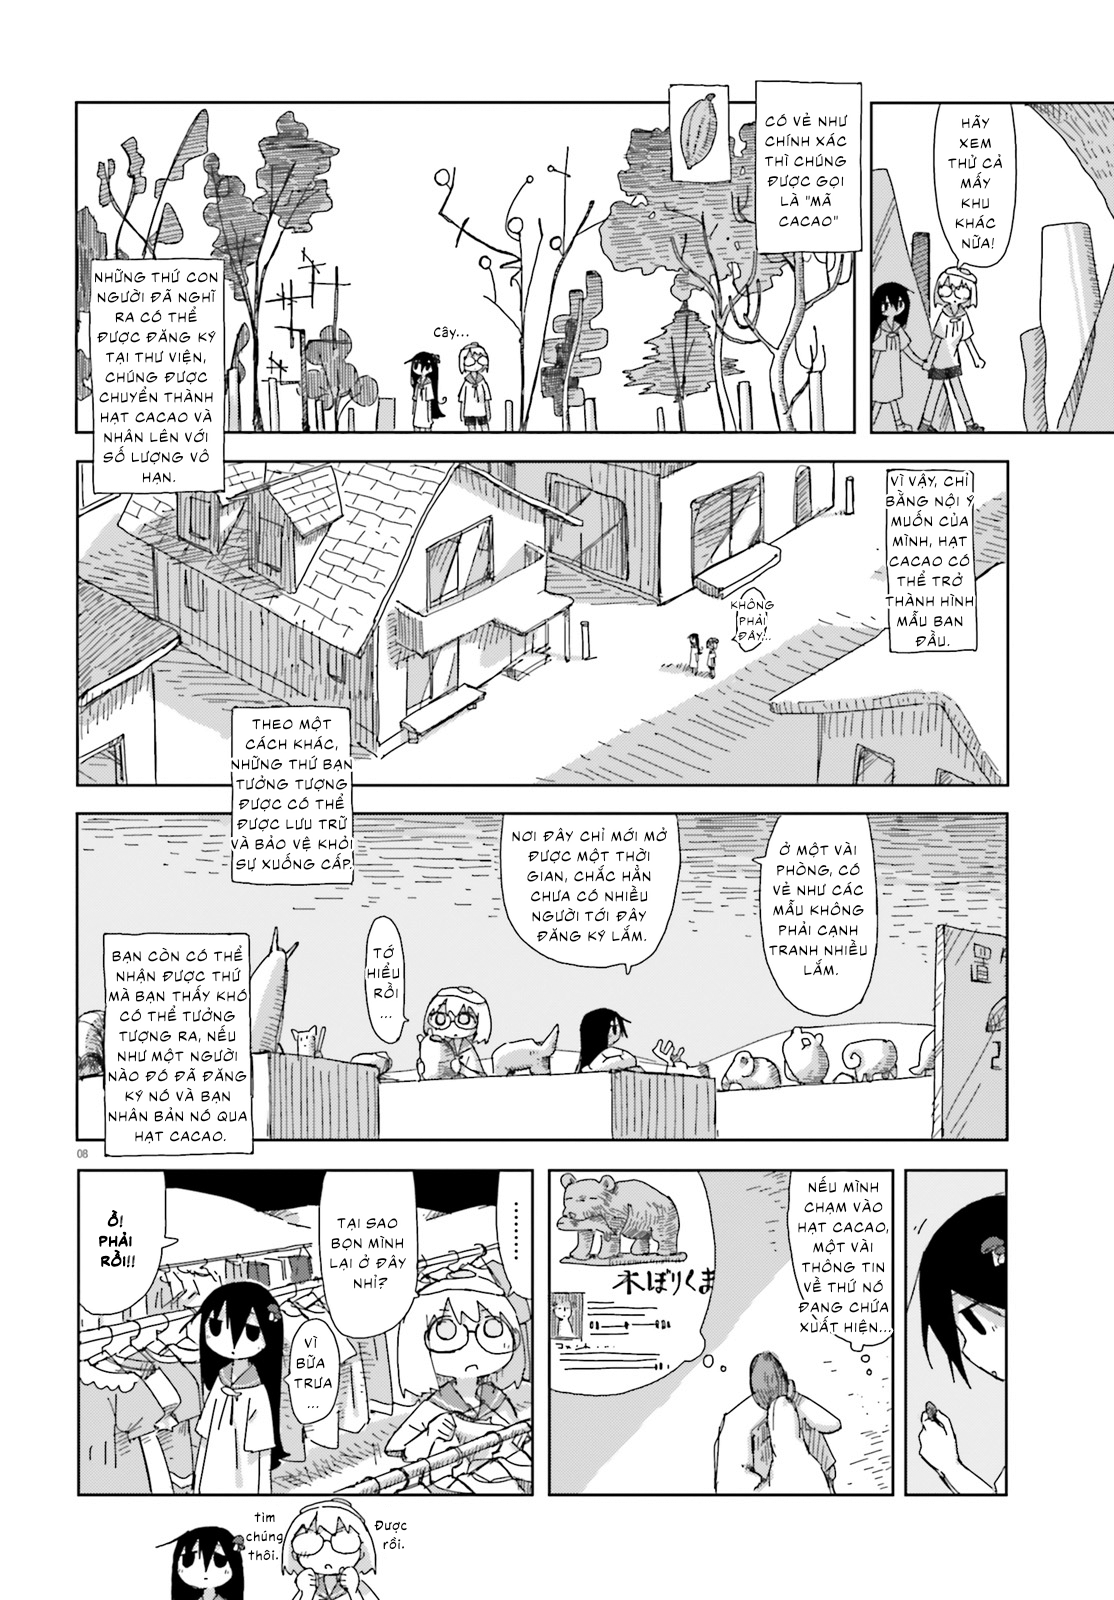 HÃY
XEM
THỬ CẢ
MẤY
KHU
KHÁC
NỮA!
CÓ VẺ NHƯ
CHÍNH XÁC
THÌ CHÚNG
ĐƯỢC GỌI
LÀ "MÃ
CACAO"
Cây...
NHỮNG THỨ CON
NGƯỜI ĐÃ NGHĨ
RA CÓ THỂ
ĐƯỢC ĐĂNG KÝ
TẠI THƯ VIỆN,
CHÚNG ĐƯỢC
CHUYỂN THÀNH
HẠT CACAO VÀ
NHÂN LÊN VỚI
SỐ LƯỢNG VÔ
HẠN.
VÌ VẬY, CHỈ
BẰNG NỘI Ý
MUỐN CỦA
MÌNH, HẠT
CACAO CÓ
THỂ TRỞ
THÀNH HÌNH
MẪU BAN
ĐẦU.
KHÔNG
PHẢI
ĐÂY!..
THEO MỘT
CÁCH KHÁC,
NHỮNG THỨ BẠN
TƯỞNG TƯỢNG
ĐƯỢC CÓ THỂ
ĐƯỢC LƯU TRỮ
VÀ BẢO VỆ KHỎI
SỰ XUỐNG CẤP.
Ở MỘT VÀI
PHÒNG, CÓ
VẺ NHƯ CÁC
MẪU KHÔNG
PHẢI CẠNH
TRANH NHIỀU
LẮM.
NƠI ĐÂY CHỈ MỚI MỞ
ĐƯỢC MỘT THỜI
GIAN, CHẮC HẲN
CHƯA CÓ NHIỀU
NGƯỜI TỚI ĐÂY
ĐĂNG KÝ LẮM.
TỚ
HIỂU
RỒI
...
BẠN CÒN CÓ THỂ
NHẬN ĐƯỢC THỨ
MÀ BẠN THẤY KHÓ
CÓ THỂ TƯỞNG
TƯỢNG RA, NẾU
NHƯ MỘT NGƯỜI
NÀO ĐÓ ĐÃ ĐĂNG
KÝ NÓ VÀ BẠN
NHÂN BẢN NÓ QUA
HẠT CACAO.
08
NẾU MÌNH
CHẠM VÀO
HẠT CACAO,
MỘT VÀI
THÔNG TIN
VỀ THỨ NÓ
ĐANG CHỨA
XUẤT HIỆN...
木ぼりくま
コメント
.........
TẠI SAO
BỌN MÌNH
LẠI Ở ĐÂY
NHỈ?
VÌ
BỮA
TRƯA
...
Ồ!
PHẢI
RỒI!!
Được
rồi.
tìm
chúng
thôi.